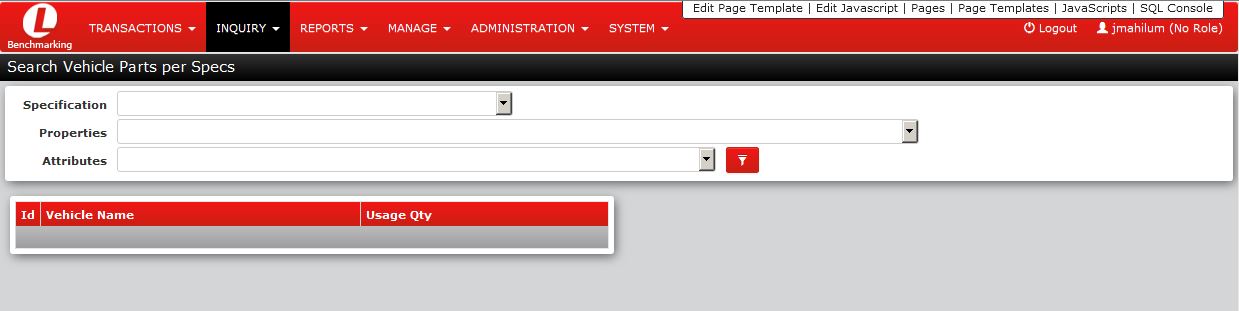 Edit Page Template | Edit Javascript | Pages | Page Templates | JavaScripts | SQL Console
L
Benchmarking
TRANSACTIONS INQUIRY REPORTS MANAGE ADMINISTRATION SYSTEM Logout jmahilum (No Role)
Search Vehicle Parts per Specs
Specification
Properties
Attributes
Id Vehicle Name Usage Qty